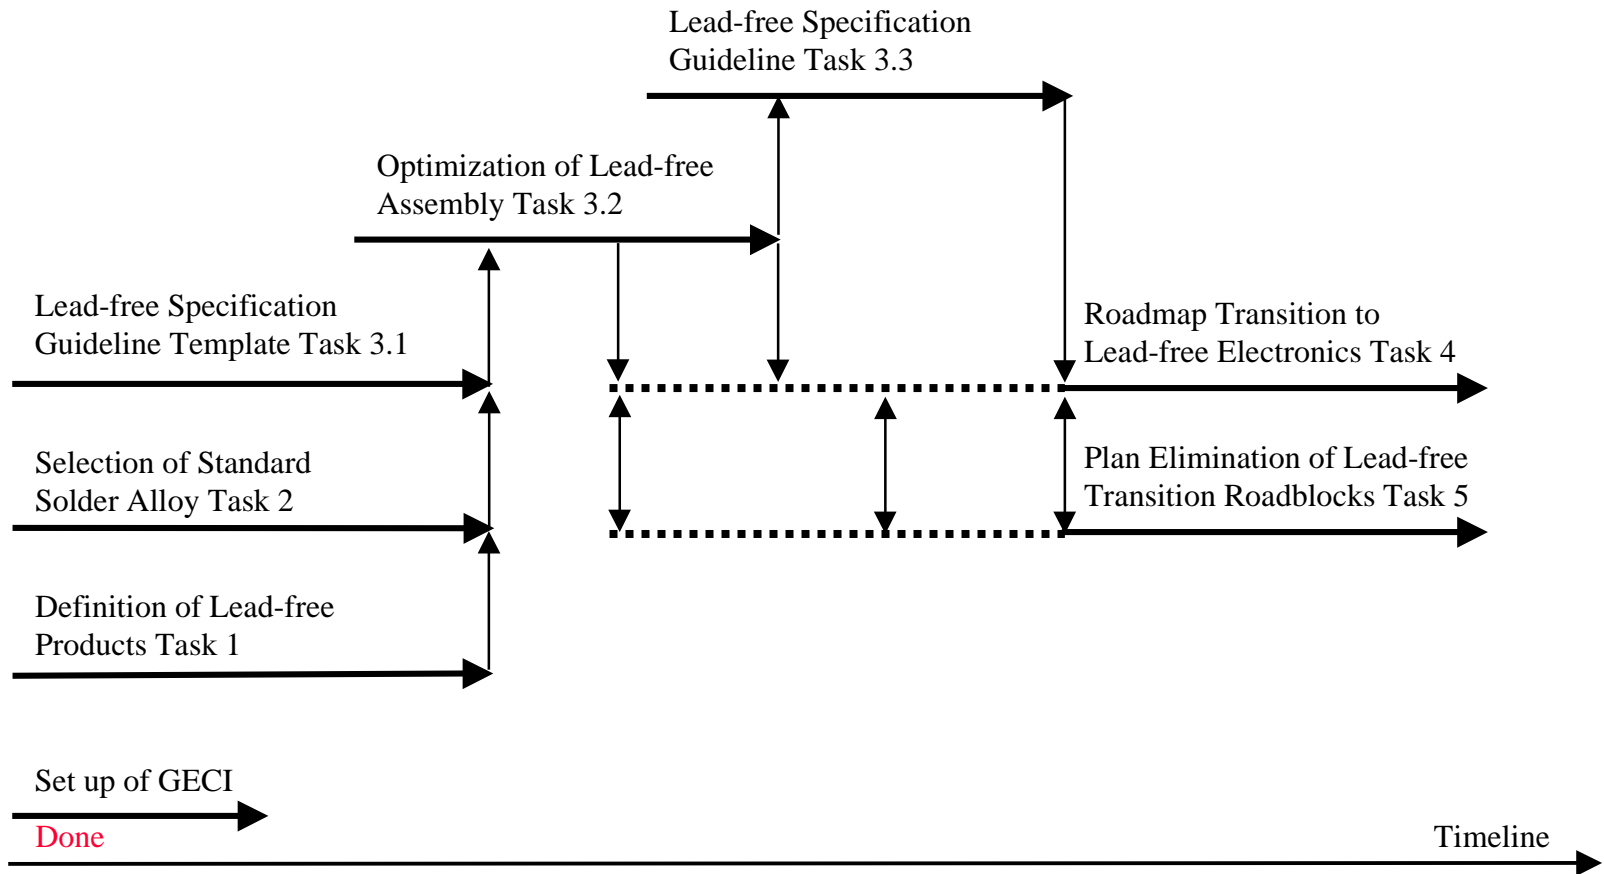 Lead-free Specification
Guideline Task 3.3
Optimization of Lead-free
Assembly Task 3.2
Lead-free Specification
Guideline Template Task 3.1
Roadmap Transition to
Lead-free Electronics Task 4
Selection of Standard
Solder Alloy Task 2
Plan Elimination of Lead-free
Transition Roadblocks Task 5
Definition of Lead-free
Products Task 1
Set up of GECI
Done
Timeline